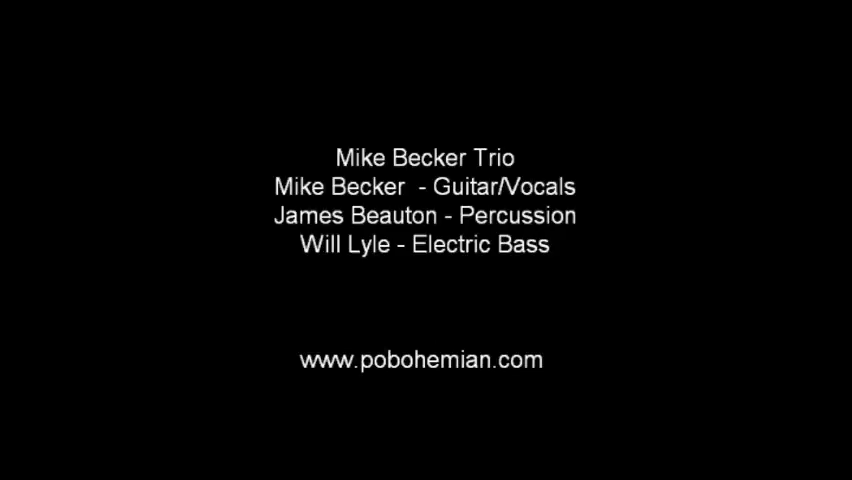 Mike Becker Trio
Mike Becker  - Guitar/Vocals
James Beauton - Percussion
Will Lyle - Electric Bass
www.pobohemian.com